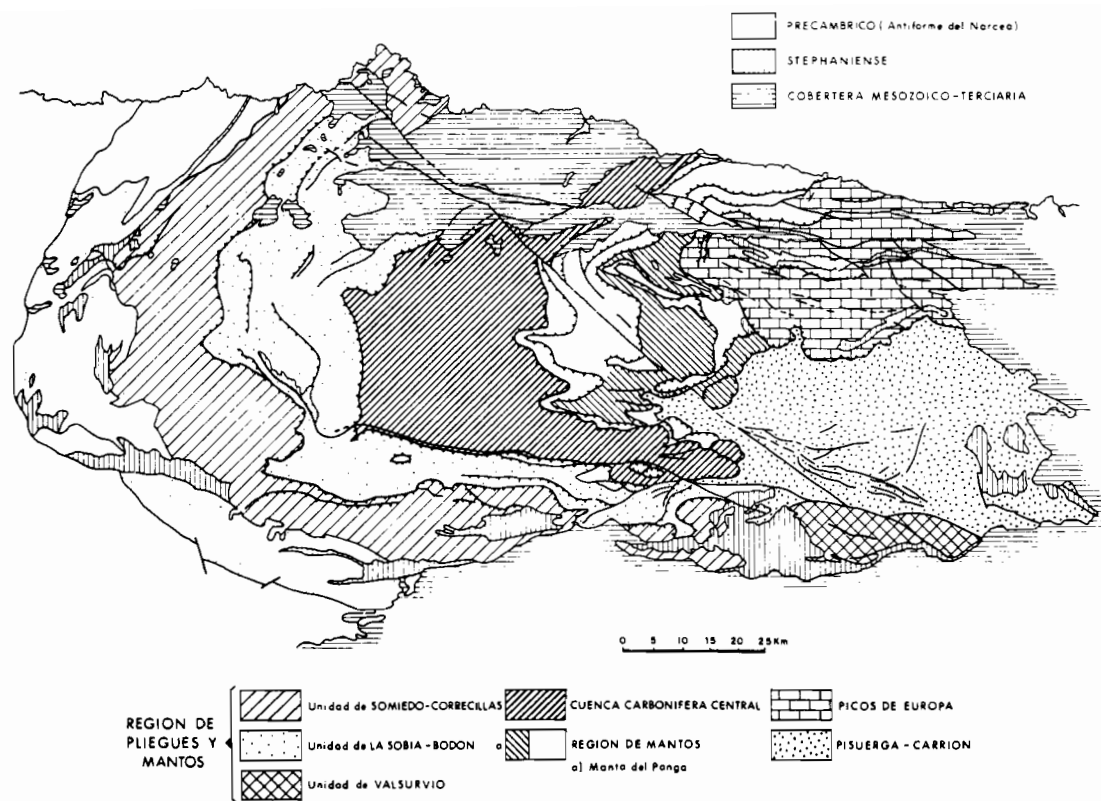 PRECAMBRICO (Antiforme del Narcea)
STEPHANIENSE
COBERTERA MESOZOICO-TERCIARIA
0 5 10 15 20 25 Km
REGION DE
PLIEGUES Y
MANTOS
Unidad de SOMIEDO-CORRECILLAS
Unidad de LA SOBIA-BODON
Unidad de VALSURVIO
CUENCA CARBONIFERA CENTRAL
a
REGION DE MANTOS
a) Manto del Ponga
PICOS DE EUROPA
PISUERGA-CARRION